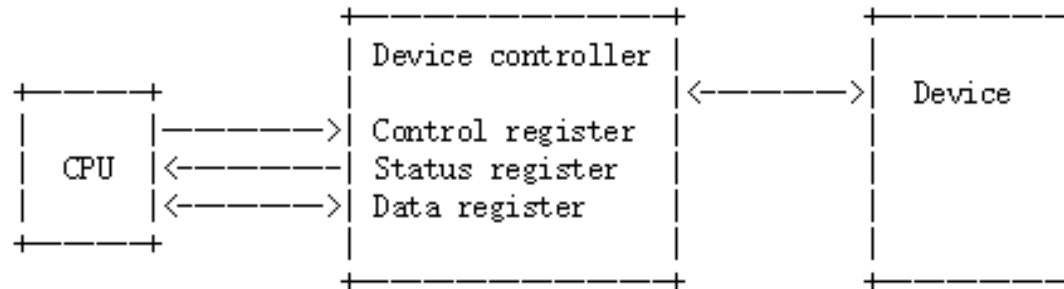 Device controller
Device
CPU
Control register
Status register
Data register